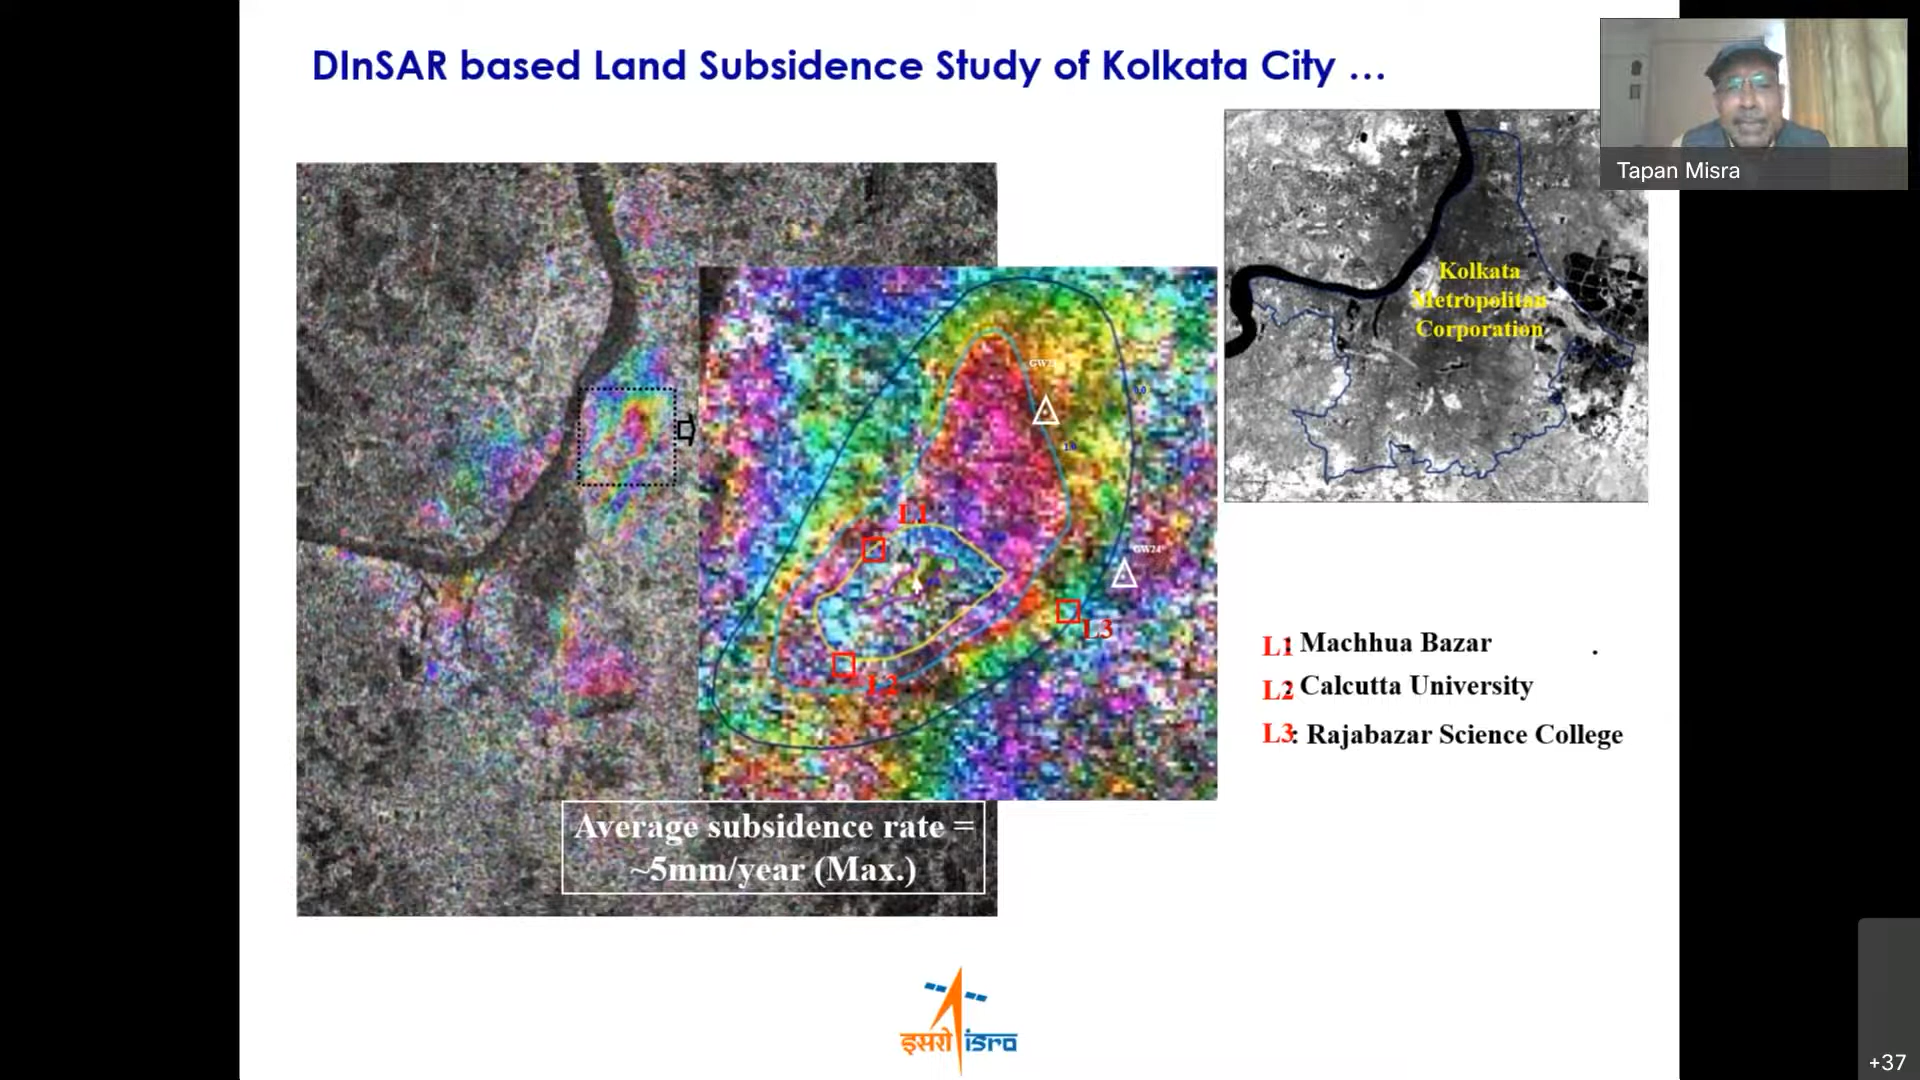 DInSAR based Land Subsidence Study of Kolkata City ...
Tapan Misra
Kolkata
Metropolitan
Corporation
GW24
L1
L3
L2
L1: Machhua Bazar
L2: Calcutta University
L3: Rajabazar Science College
Average subsidence rate =
~5mm/year (Max.)
इसरो isro
+37